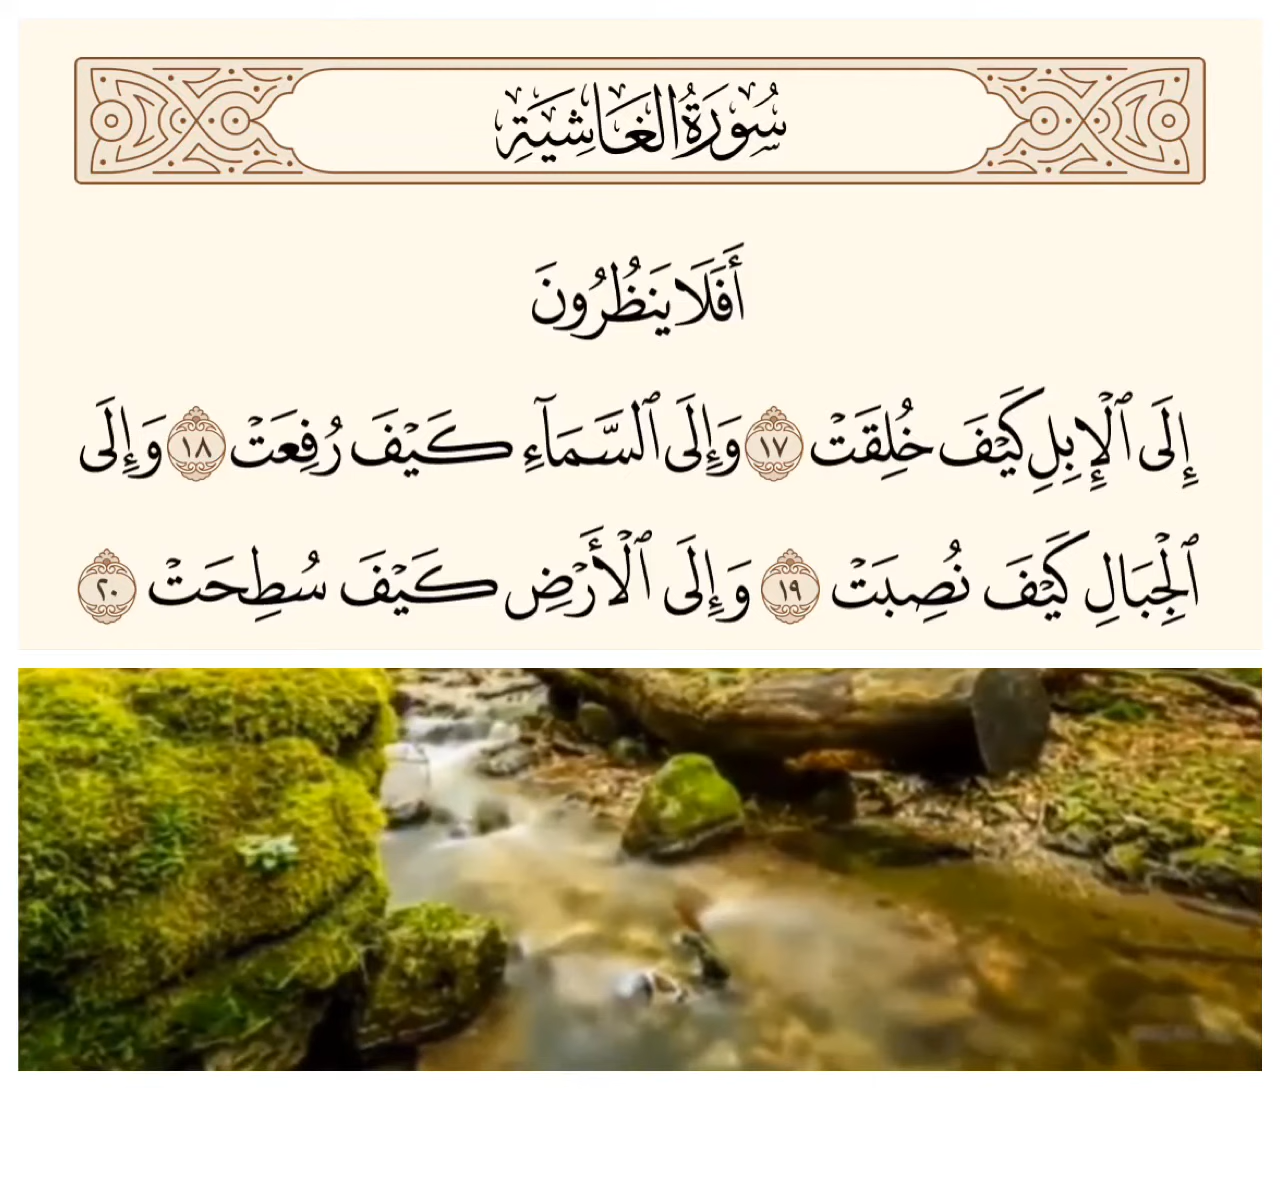 سُورَةُ الغَاشِيَةِ
أَفَلَا يَنظُرُونَ
إِلَى ٱلْإِبِلِ كَيْفَ خُلِقَتْ ١٧ وَإِلَى ٱلسَّمَآءِ كَيْفَ رُفِعَتْ ١٨ وَإِلَى
ٱلْجِبَالِ كَيْفَ نُصِبَتْ ١٩ وَإِلَى ٱلْأَرْضِ كَيْفَ سُطِحَتْ ٢٠